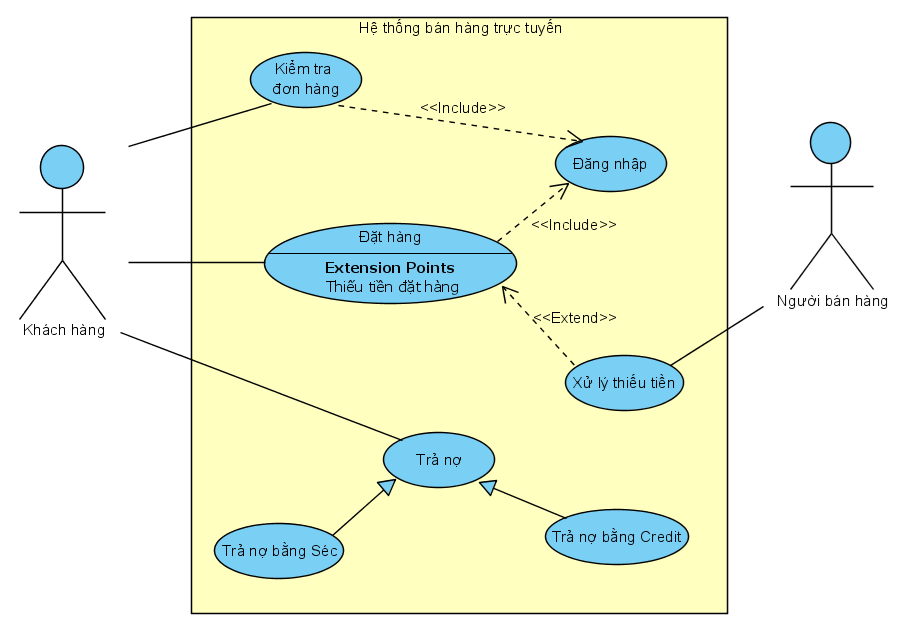 Hệ thống bán hàng trực tuyến
Kiểm tra
đơn hàng
<<Include>>
Đăng nhập
<<Include>>
Đặt hàng
Extension Points
Thiếu tiền đặt hàng
<<Extend>>
Khách hàng
Người bán hàng
Xử lý thiếu tiền
Trả nợ
Trả nợ bằng Séc
Trả nợ bằng Credit